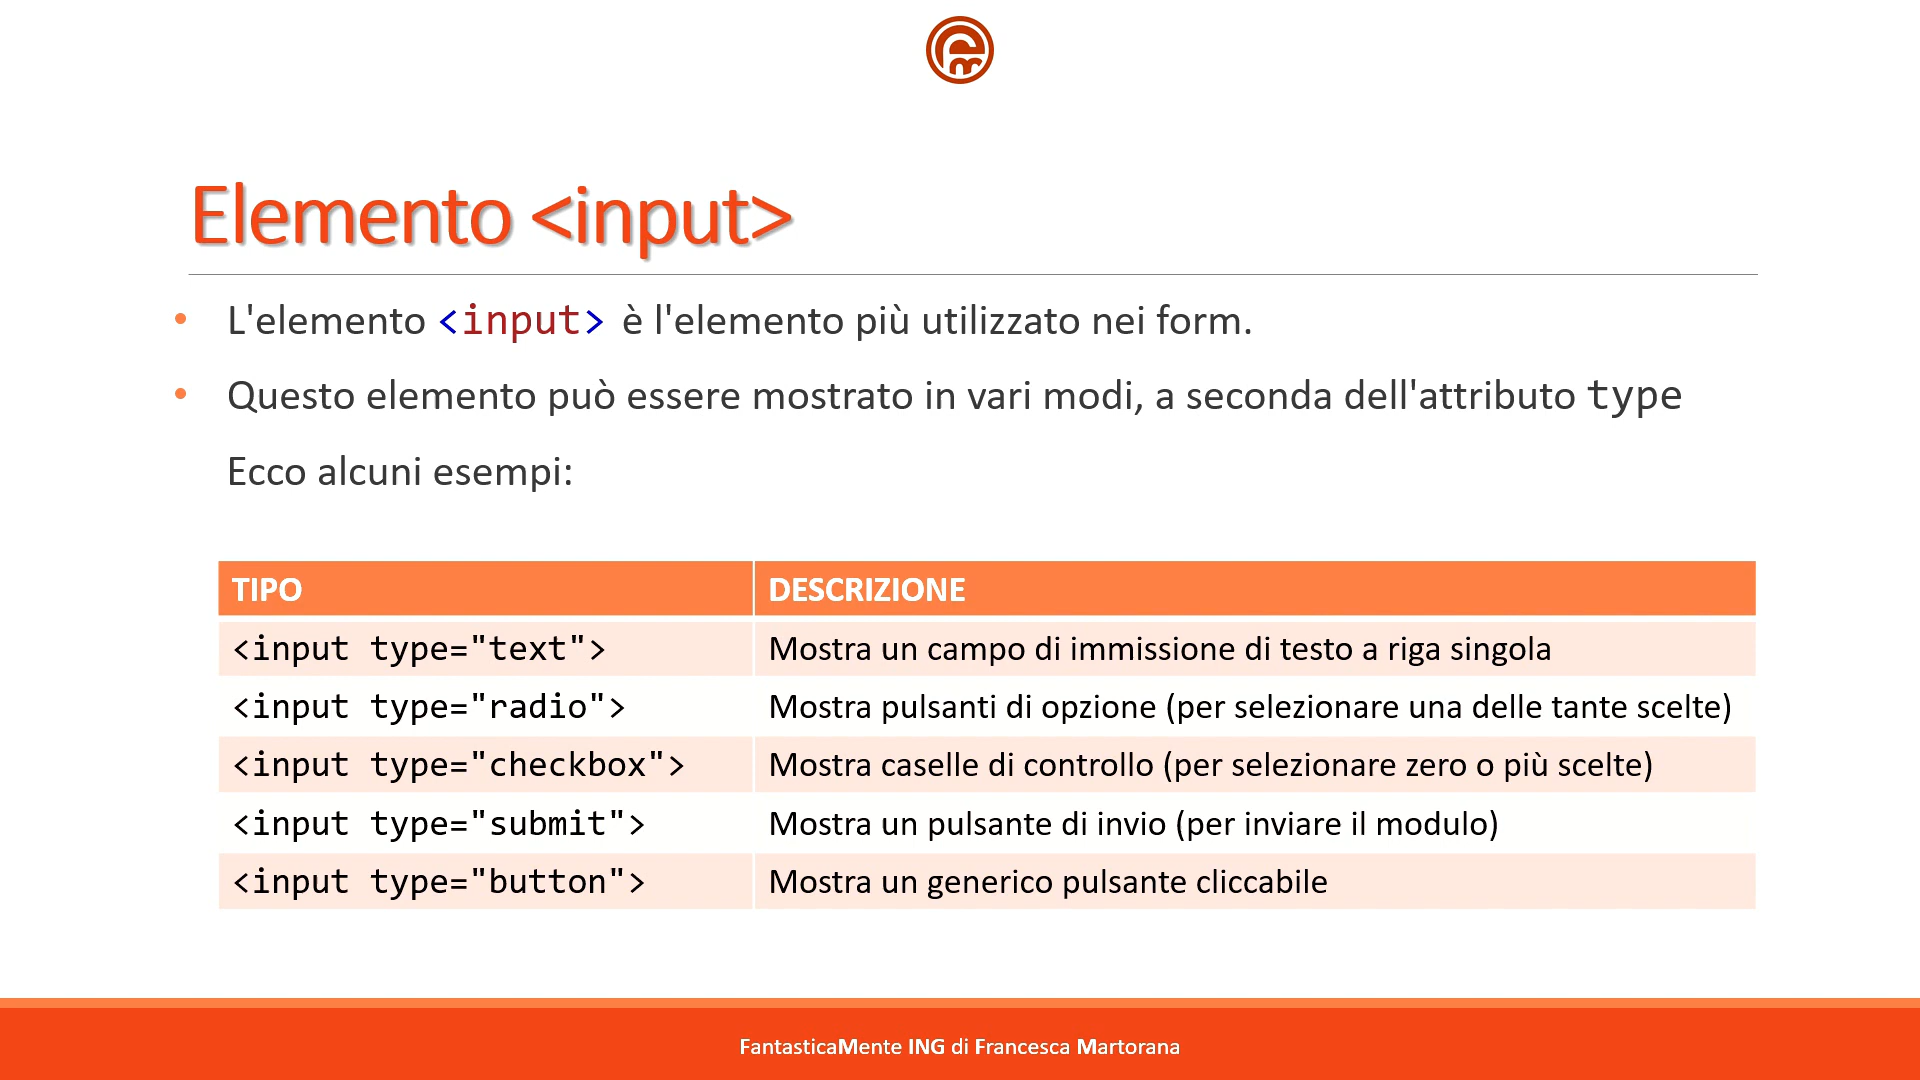 Elemento <input>
L'elemento <input> è l'elemento più utilizzato nei form.
Questo elemento può essere mostrato in vari modi, a seconda dell'attributo type
Ecco alcuni esempi:
TIPO DESCRIZIONE
<input type="text"> Mostra un campo di immissione di testo a riga singola
<input type="radio"> Mostra pulsanti di opzione (per selezionare una delle tante scelte)
<input type="checkbox"> Mostra caselle di controllo (per selezionare zero o più scelte)
<input type="submit"> Mostra un pulsante di invio (per inviare il modulo)
<input type="button"> Mostra un generico pulsante cliccabile
FantasticaMente ING di Francesca Martorana